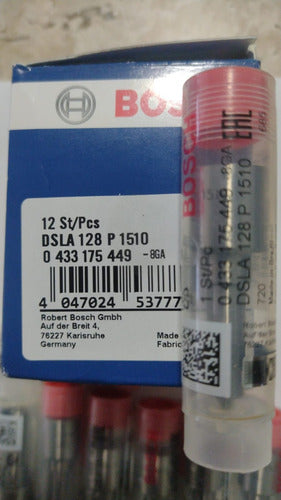 BOSCH
12 St/Pcs
DSLA 128 P 1510
0 433 175 449 -8GA
4 047024 53777
Robert Bosch GmbH
Auf der Breit 4,
76227 Karlsruhe
Germany
Made
Fabric
BOSCH
1 St/Pc
0 433 175 449 -8GA
DSLA 128 P 1510
720
EAC